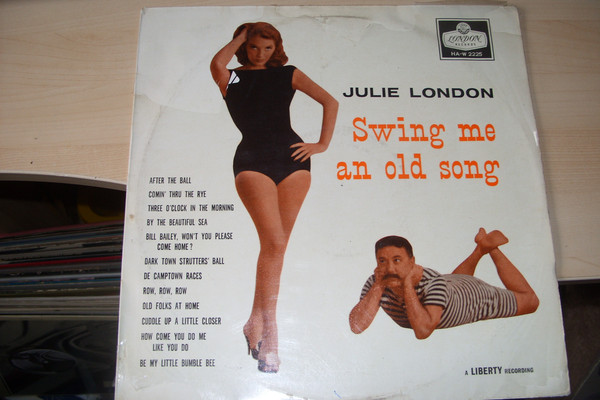 LONDON
RECORDS
HA-W 2225
JULIE LONDON
Swing me
an old song
AFTER THE BALL
COMIN' THRU THE RYE
THREE O'CLOCK IN THE MORNING
BY THE BEAUTIFUL SEA
BILL BAILEY, WON'T YOU PLEASE
COME HOME?
DARK TOWN STRUTTERS' BALL
DE CAMPTOWN RACES
ROW, ROW, ROW
OLD FOLKS AT HOME
CUDDLE UP A LITTLE CLOSER
HOW COME YOU DO ME
LIKE YOU DO
BE MY LITTLE BUMBLE BEE
A LIBERTY RECORDING